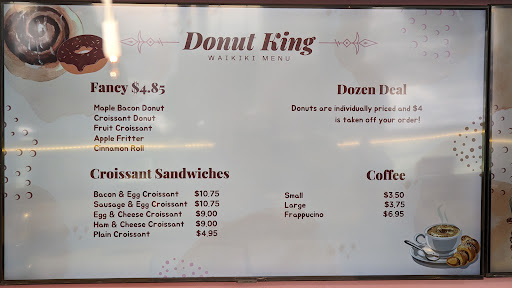 Donut King
WAIKIKI MENU
Fancy $4.85
Maple Bacon Donut
Croissant Donut
Fruit Croissant
Apple Fritter
Cinnamon Roll
Dozen Deal
Donuts are individually priced and $4
is taken off your order!
Croissant Sandwiches
Bacon & Egg Croissant $10.75
Sausage & Egg Croissant $10.75
Egg & Cheese Croissant $9.00
Ham & Cheese Croissant $9.00
Plain Croissant $4.95
Coffee
Small $3.50
Large $3.75
Frappucino $6.95